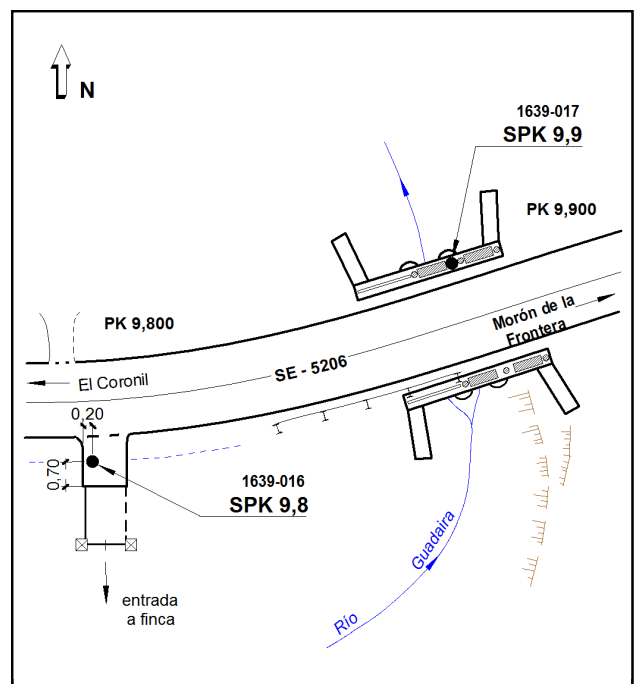 N
1639-017
SPK 9,9
PK 9,900
PK 9,800
Morón de la
Frontera
SE - 5206
El Coronil
0,20
0,70
1639-016
SPK 9,8
Guadaira
Río
entrada
a finca